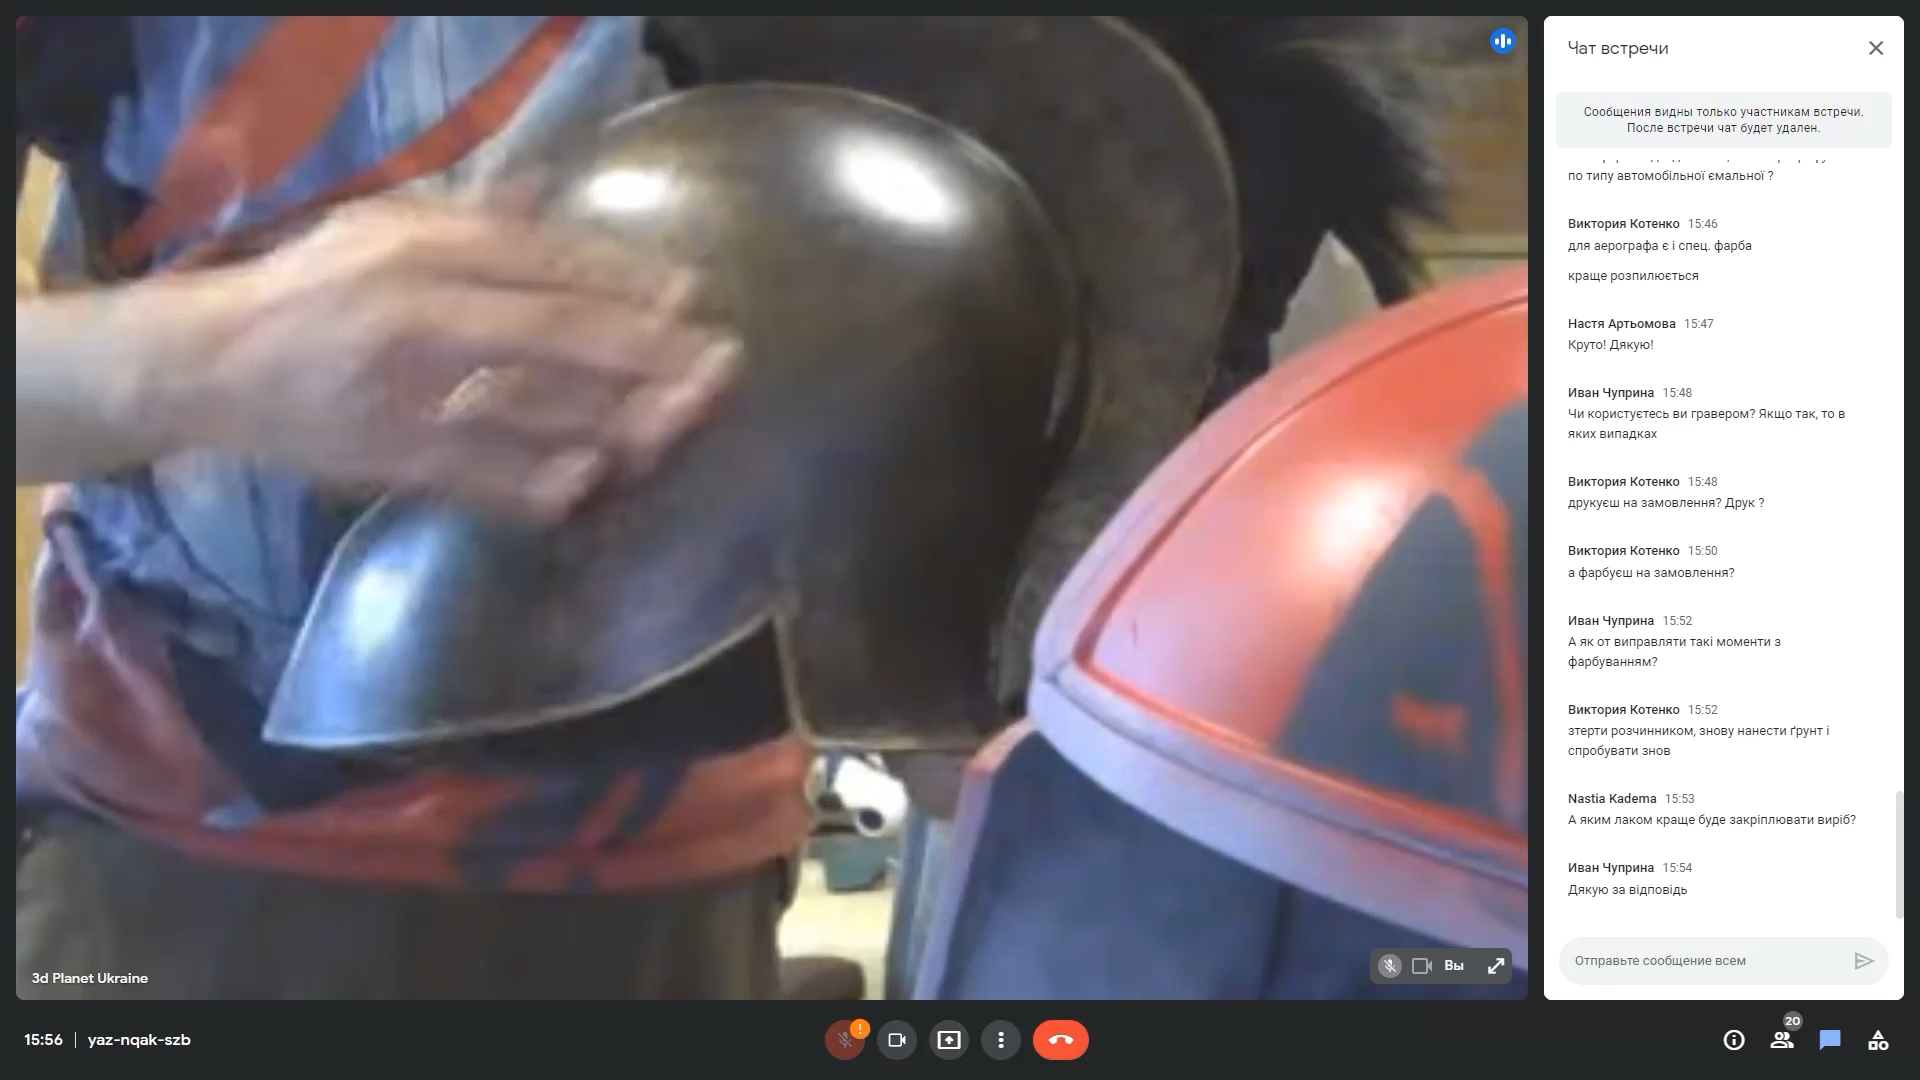 Чат встречи
Сообщения видны только участникам встречи.
После встречи чат будет удален.
по типу автомобільної ємальної ?
Виктория Котенко 15:46
для аерографа є і спец. фарба
краще розпилюється
Настя Артьомова 15:47
Круто! Дякую!
Иван Чуприна 15:48
Чи користуєтесь ви гравером? Якщо так, то в
яких випадках
Виктория Котенко 15:48
друкуєш на замовлення? Друк ?
Виктория Котенко 15:50
а фарбуєш на замовлення?
Иван Чуприна 15:52
А як от виправляти такі моменти з
фарбуванням?
Виктория Котенко 15:52
зтерти розчинником, знову нанести ґрунт і
спробувати знов
Nastia Kadema 15:53
А яким лаком краще буде закріплювати виріб?
Иван Чуприна 15:54
Дякую за відповідь
Отправьте сообщение всем
3d Planet Ukraine
Вы
15:56 | yaz-nqak-szb
20